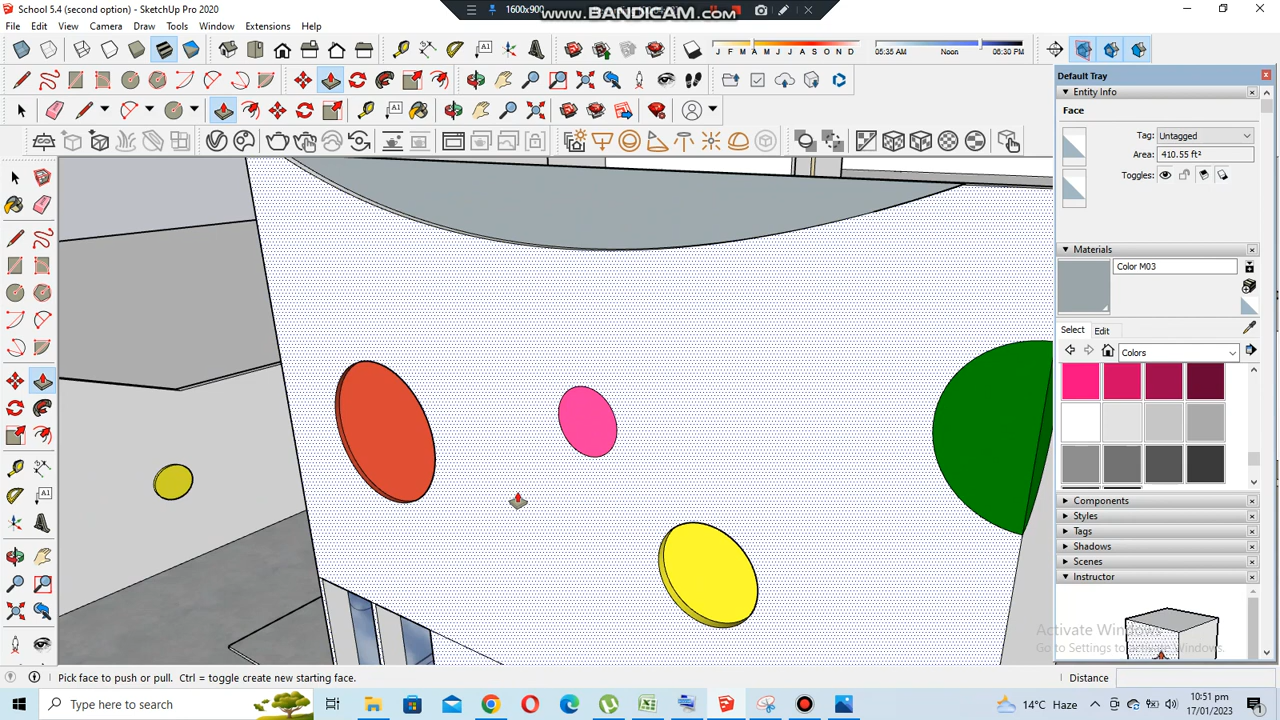 School 5.4 (second option) - SketchUp Pro 2020
1600x900
www.BANDICAM.com
File Edit View Camera Draw Tools Window Extensions
J F M A M J J A S O N D
05:35 AM Noon 06:30 PM
Default Tray
Entity Info
Face
Tag: Untagged
Area: 410.55 ft²
Toggles:
Materials
Color M03
Select Edit
Colors
Components
Styles
Tags
Shadows
Scenes
Instructor
Activate Windows
Go to Settings to activate Windows.
Pick face to push or pull. Ctrl = toggle create new starting face.
Distance
Type here to search
14°C Haze
10:51 pm
17/01/2023